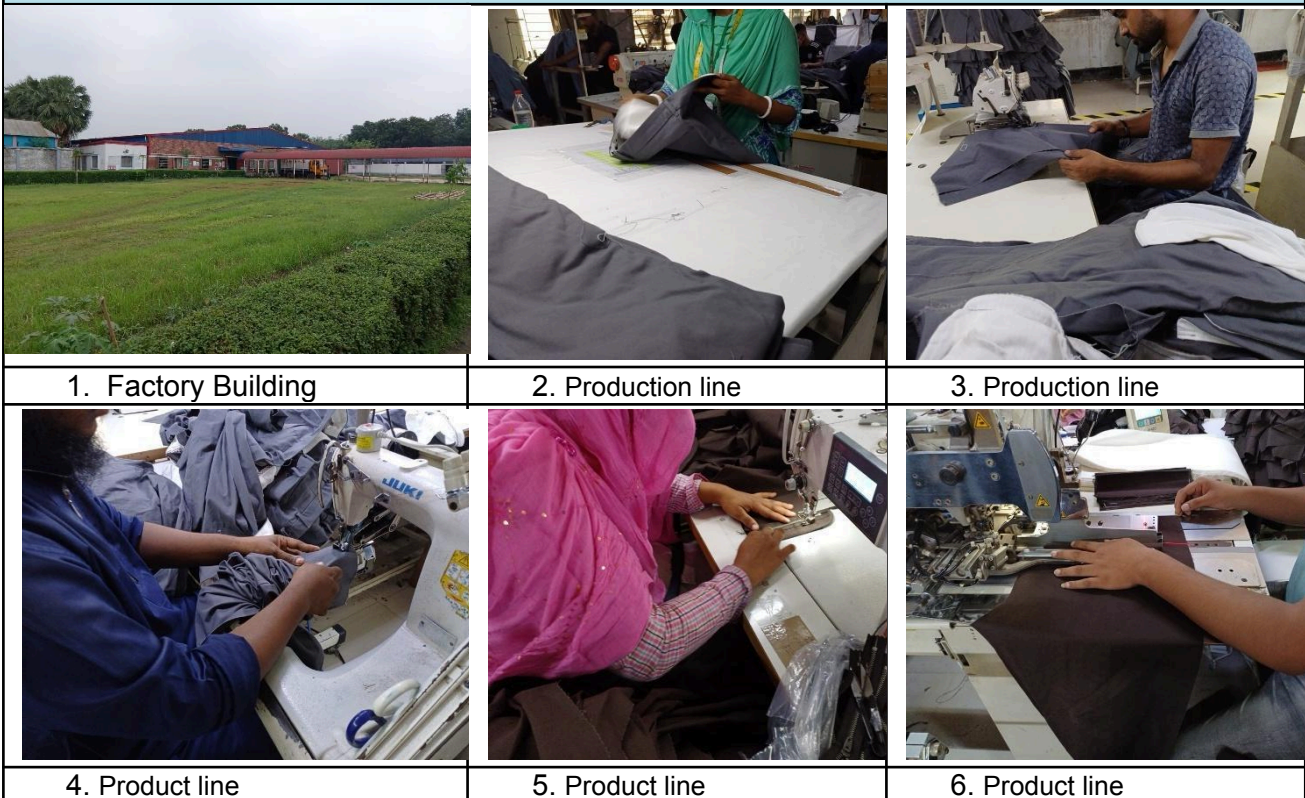 1. Factory Building
2. Production line
3. Production line
JUKI
4. Product line
5. Product line
6. Product line